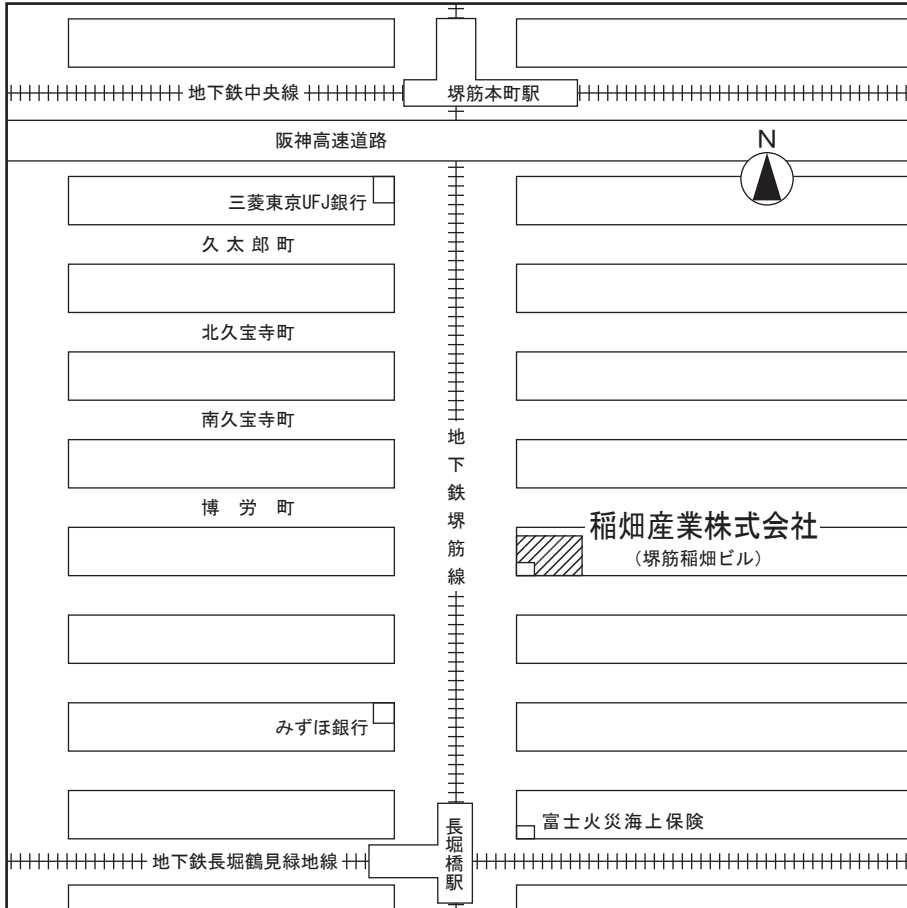 地下鉄中央線
堺筋本町駅
阪神高速道路
N
三菱東京UFJ銀行
久太郎町
北久宝寺町
南久宝寺町
地下鉄堺筋線
博労町
稲畑産業株式会社
(堺筋稲畑ビル)
みずほ銀行
富士火災海上保険
長堀橋駅
地下鉄長堀鶴見緑地線